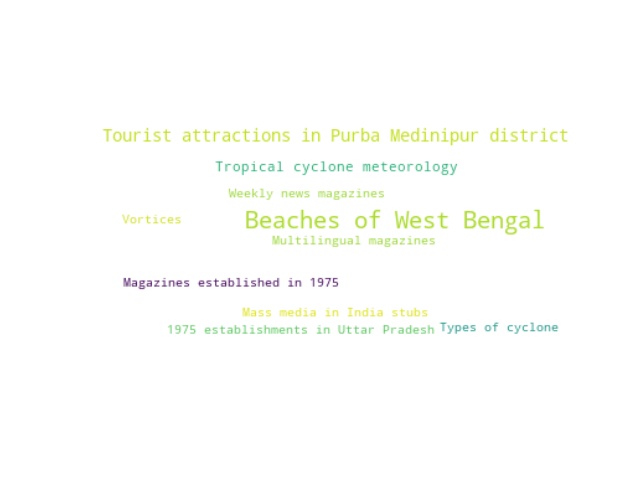 Tourist attractions in Purba Medinipur district
Tropical cyclone meteorology
Weekly news magazines
Vortices
Beaches of West Bengal
Multilingual magazines
Magazines established in 1975
Mass media in India stubs
1975 establishments in Uttar Pradesh
Types of cyclone